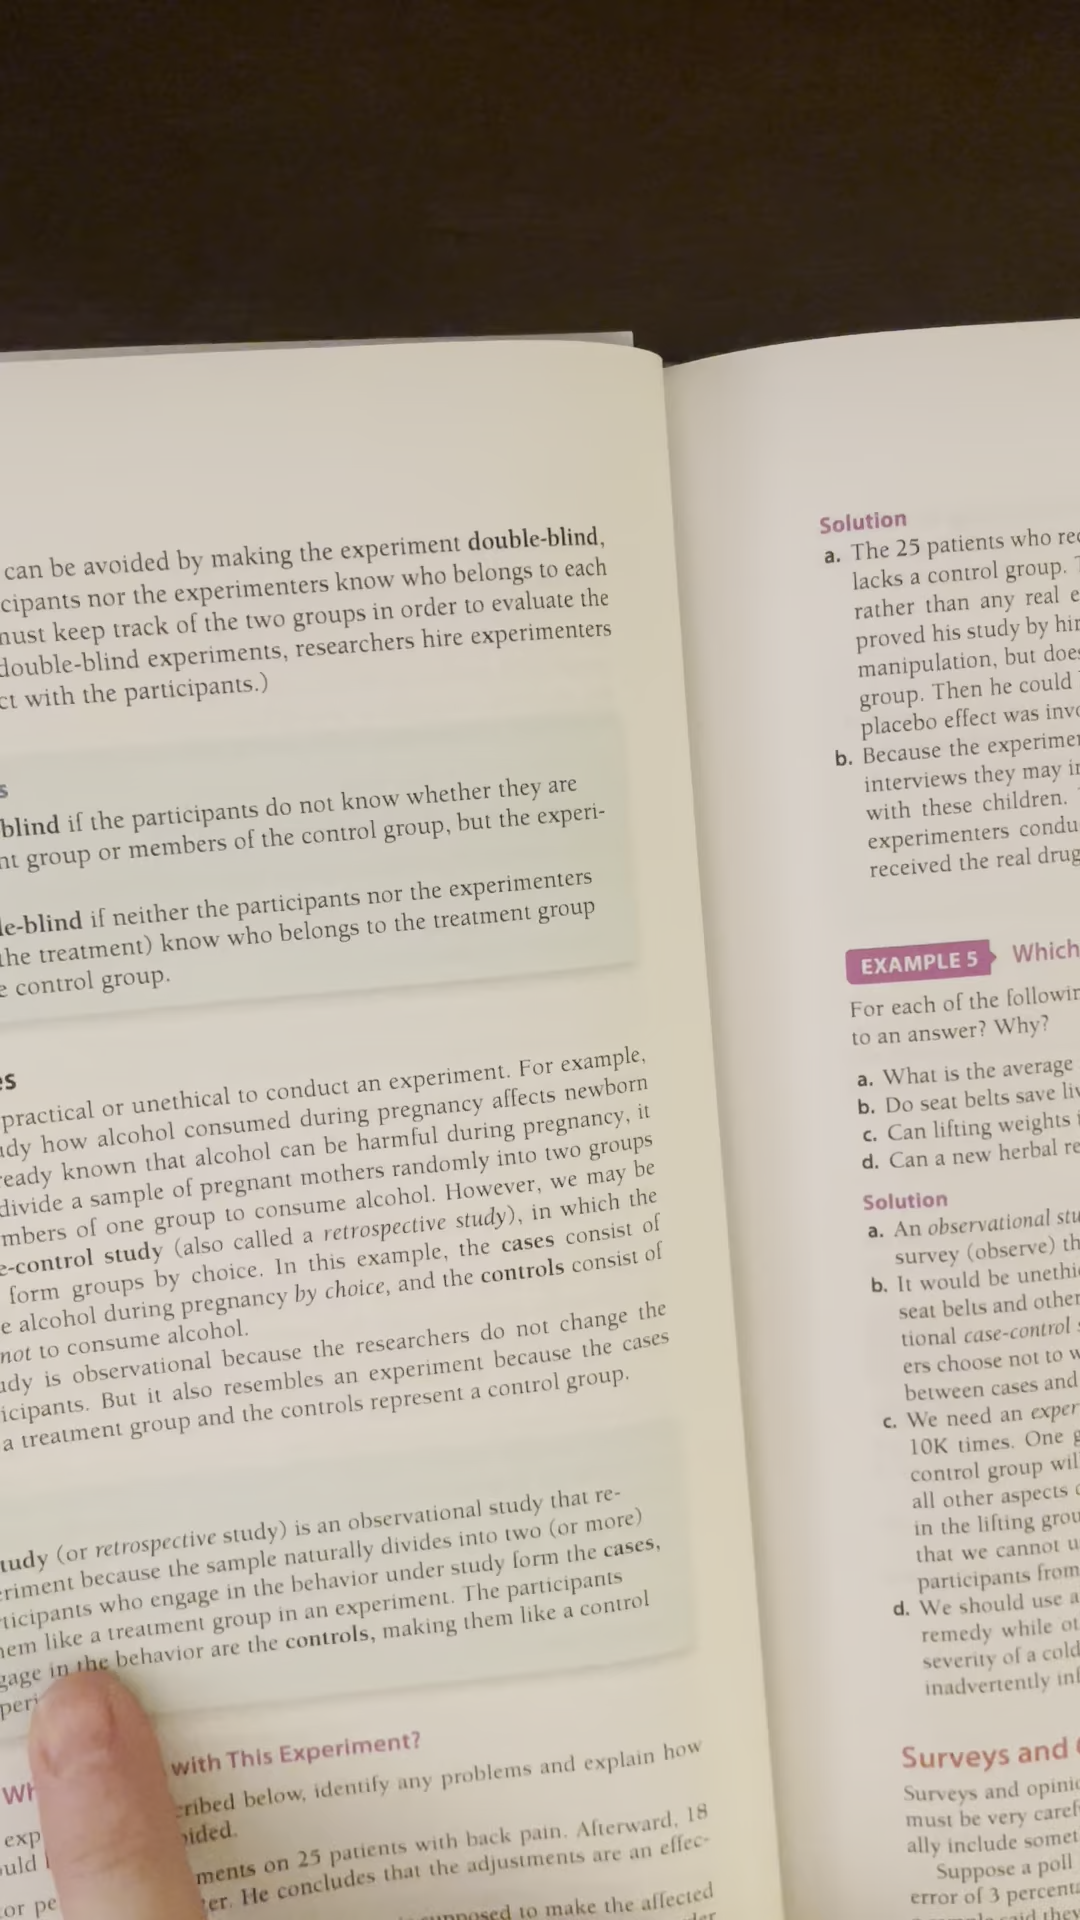 can be avoided by making the experiment double-blind,
cipants nor the experimenters know who belongs to each
must keep track of the two groups in order to evaluate the
double-blind experiments, researchers hire experimenters
ct with the participants.)
s
blind if the participants do not know whether they are
nt group or members of the control group, but the experi-
le-blind if neither the participants nor the experimenters
the treatment) know who belongs to the treatment group
e control group.
es
practical or unethical to conduct an experiment. For example,
udy how alcohol consumed during pregnancy affects newborn
ready known that alcohol can be harmful during pregnancy, it
divide a sample of pregnant mothers randomly into two groups
mbers of one group to consume alcohol. However, we may be
e-control study (also called a retrospective study), in which the
form groups by choice. In this example, the cases consist of
e alcohol during pregnancy by choice, and the controls consist of
not to consume alcohol.
udy is observational because the researchers do not change the
icipants. But it also resembles an experiment because the cases
a treatment group and the controls represent a control group.
tudy (or retrospective study) is an observational study that re-
eriment because the sample naturally divides into two (or more)
ticipants who engage in the behavior under study form the cases,
hem like a treatment group in an experiment. The participants
gage in the behavior are the controls, making them like a control
peri
Wh with This Experiment?
exp cribed below, identify any problems and explain how
ould ided.
or pe ments on 25 patients with back pain. Afterward, 18
er. He concludes that the adjustments are an effec-
supposed to make the affected
Solution
a. The 25 patients who rec
lacks a control group.
rather than any real e
proved his study by hir
manipulation, but does
group. Then he could
placebo effect was invo
b. Because the experimen
interviews they may in
with these children.
experimenters condu
received the real drug
EXAMPLE 5 Which
For each of the followin
to an answer? Why?
a. What is the average
b. Do seat belts save liv
c. Can lifting weights i
d. Can a new herbal re
Solution
a. An observational stu
survey (observe) th
b. It would be unethi
seat belts and other
tional case-control s
ers choose not to w
between cases and
c. We need an exper
10K times. One g
control group wil
all other aspects o
in the lifting grou
that we cannot u
participants from
d. We should use a
remedy while ot
severity of a cold
inadvertently inf
Surveys and
Surveys and opinio
must be very caref
ally include somet
Suppose a poll
error of 3 percenta
said they